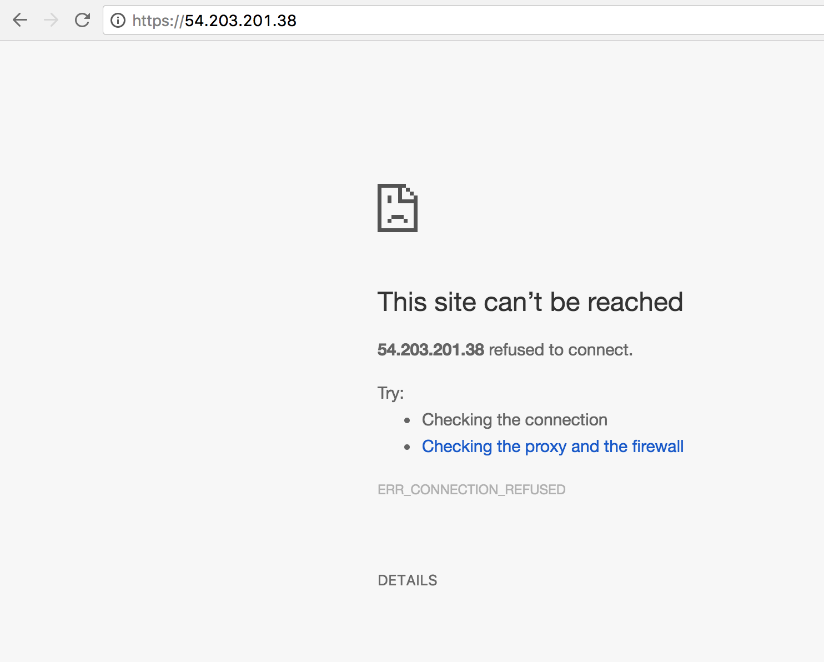 https://54.203.201.38
This site can’t be reached
54.203.201.38 refused to connect.
Try:
• Checking the connection
• Checking the proxy and the firewall
ERR_CONNECTION_REFUSED
DETAILS